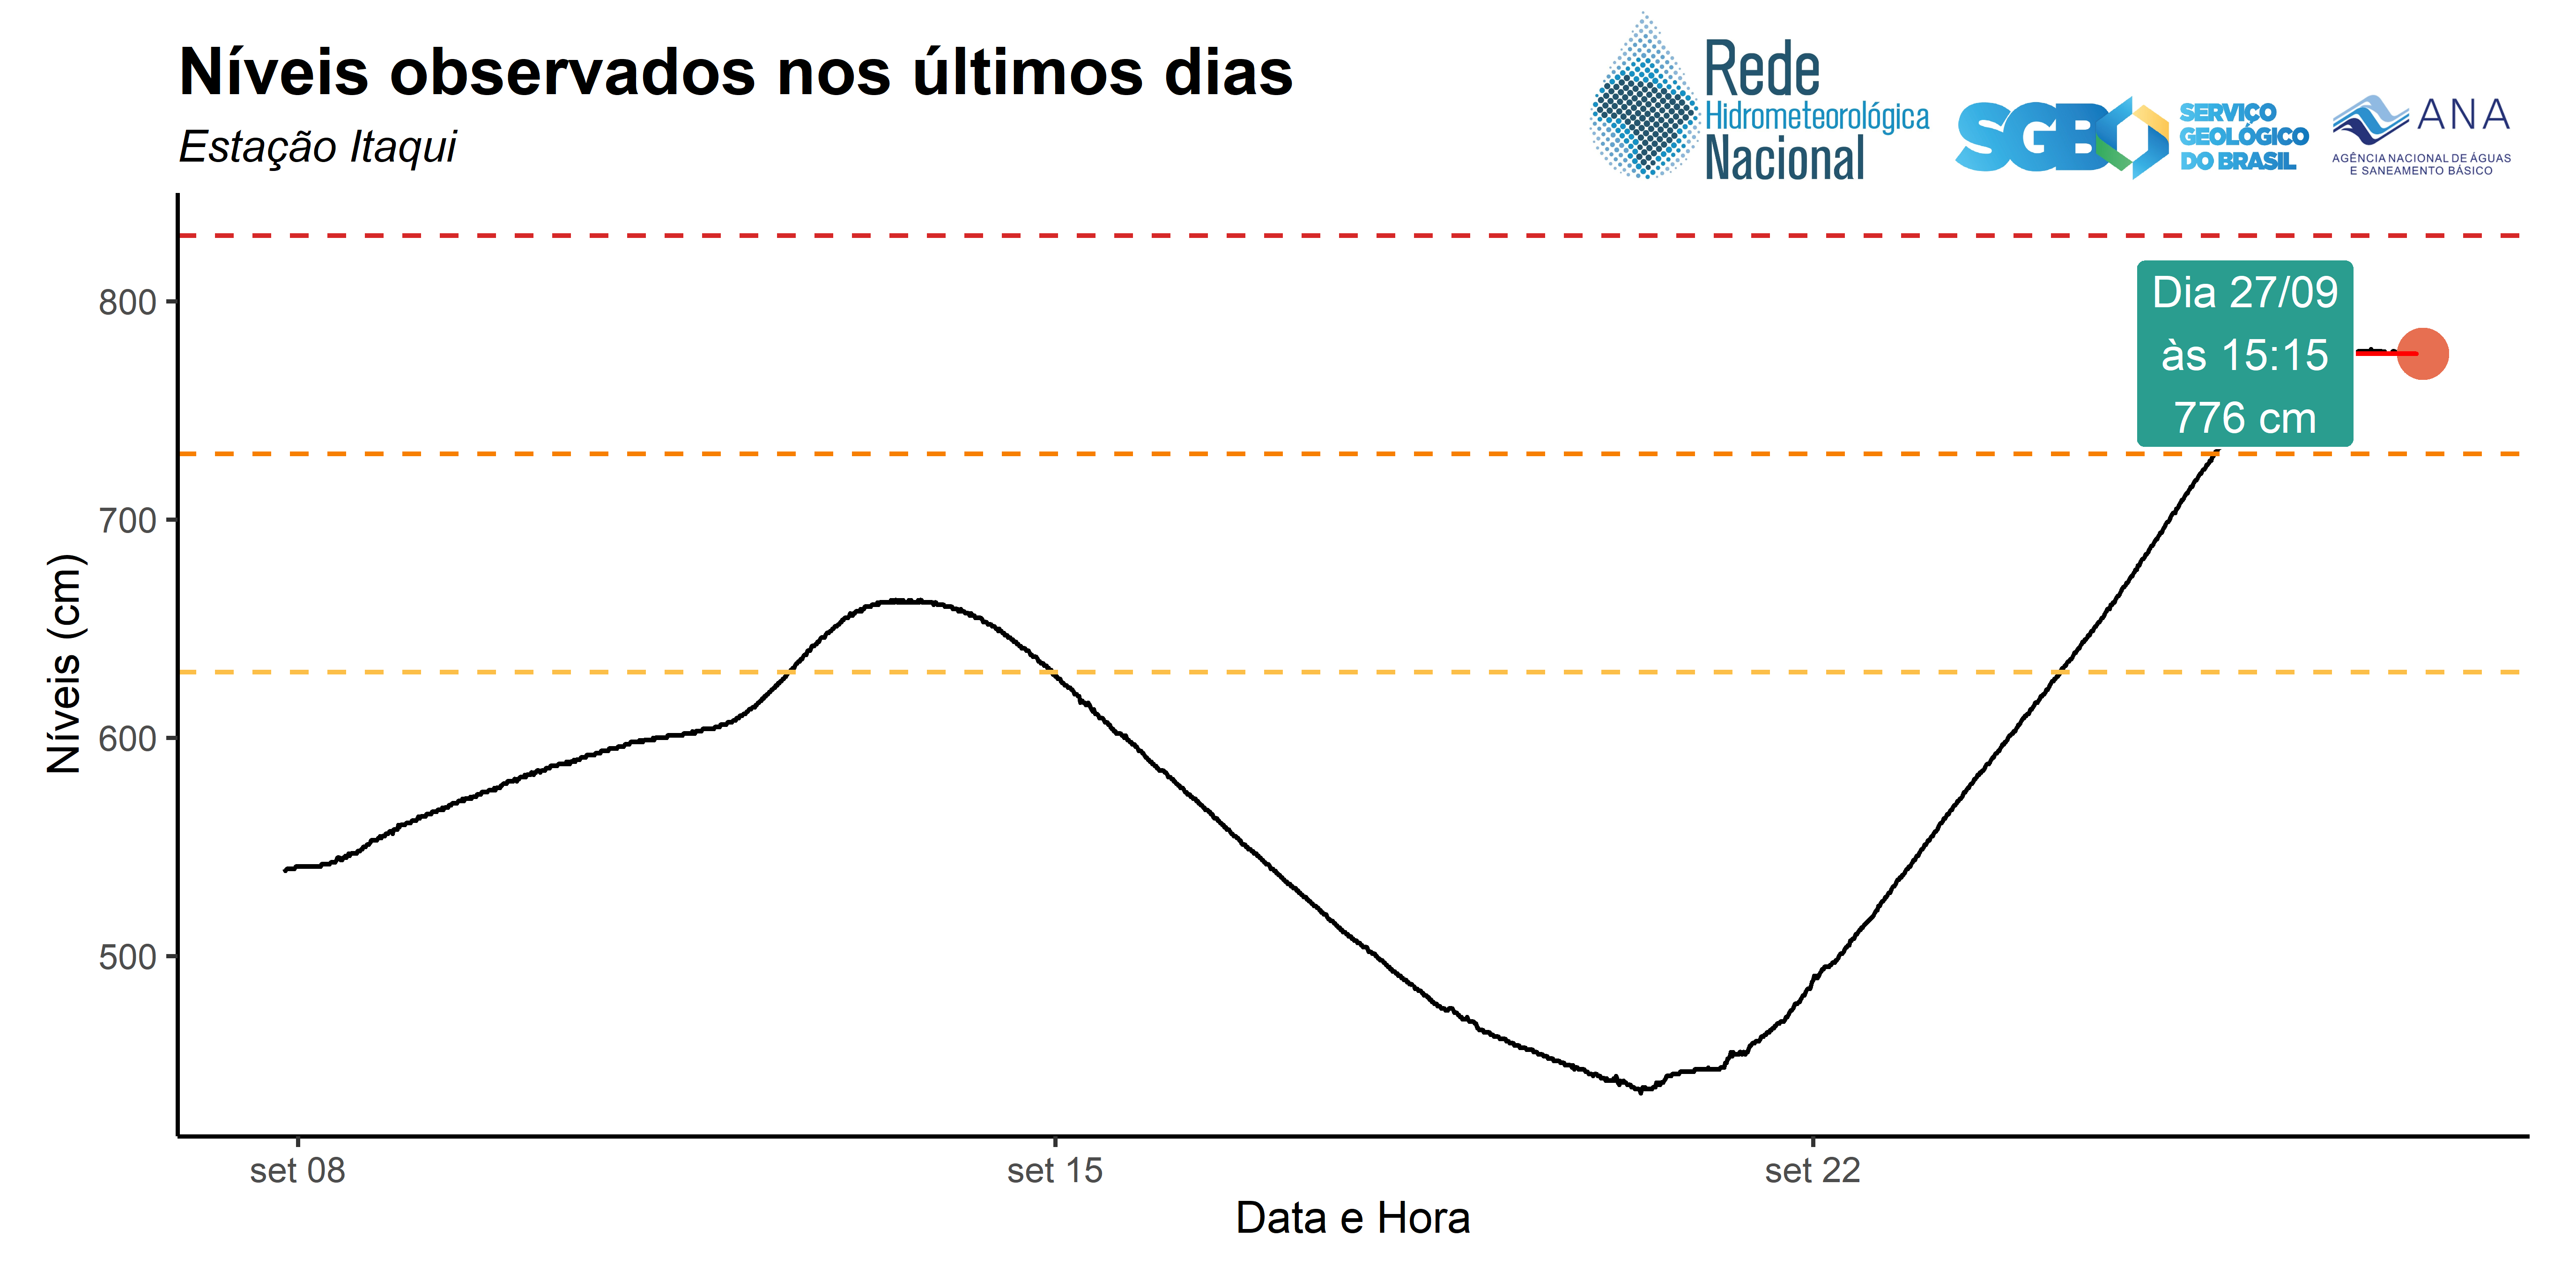 Níveis observados nos últimos dias
Estação Itaqui
Rede
Hidrometeorológica
Nacional
SGB
SERVIÇO
GEOLÓGICO
DO BRASIL
ANA
AGÊNCIA NACIONAL DE ÁGUAS
E SANEAMENTO BÁSICO
Níveis (cm)
800
700
600
500
Dia 27/09
às 15:15
776 cm
set 08
set 15
set 22
Data e Hora